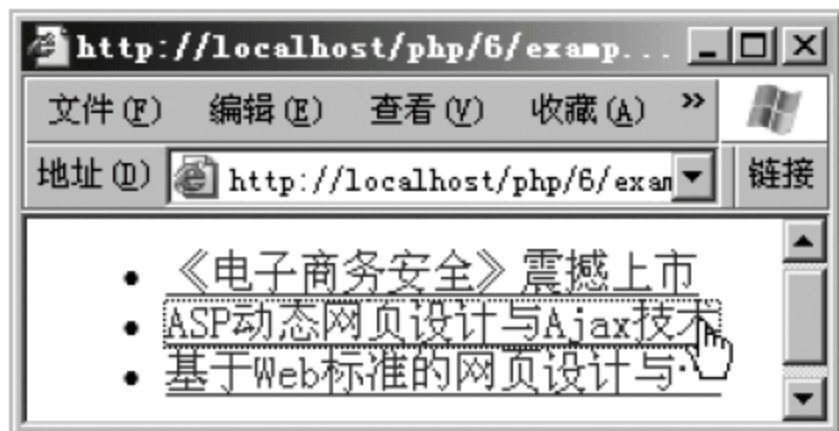 http://localhost/php/6/examp...
文件(F) 编辑(E) 查看(V) 收藏(A) »
地址(D) http://localhost/php/6/exam 链接
• 《电子商务安全》震撼上市
• ASP动态网页设计与Ajax技术
• 基于Web标准的网页设计与…